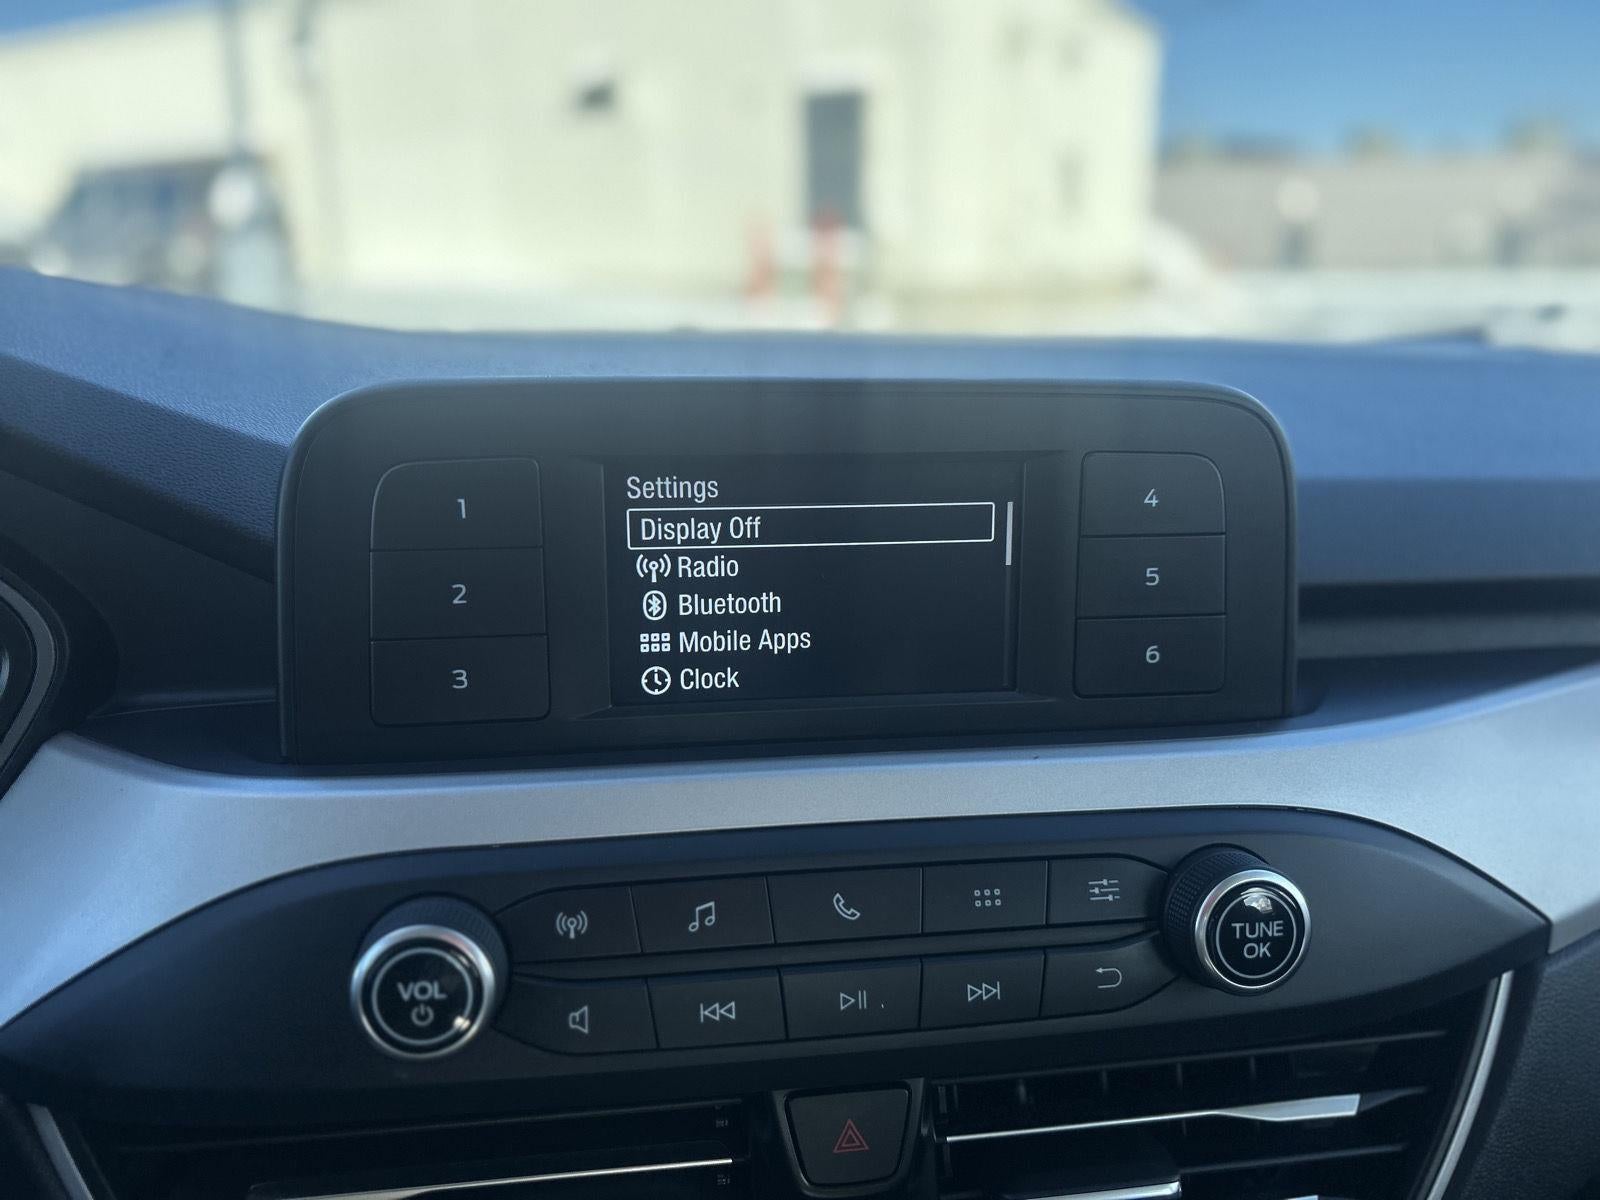 1
2
3
Settings
Display Off
Radio
Bluetooth
Mobile Apps
Clock
4
5
6
VOL
TUNE
OK